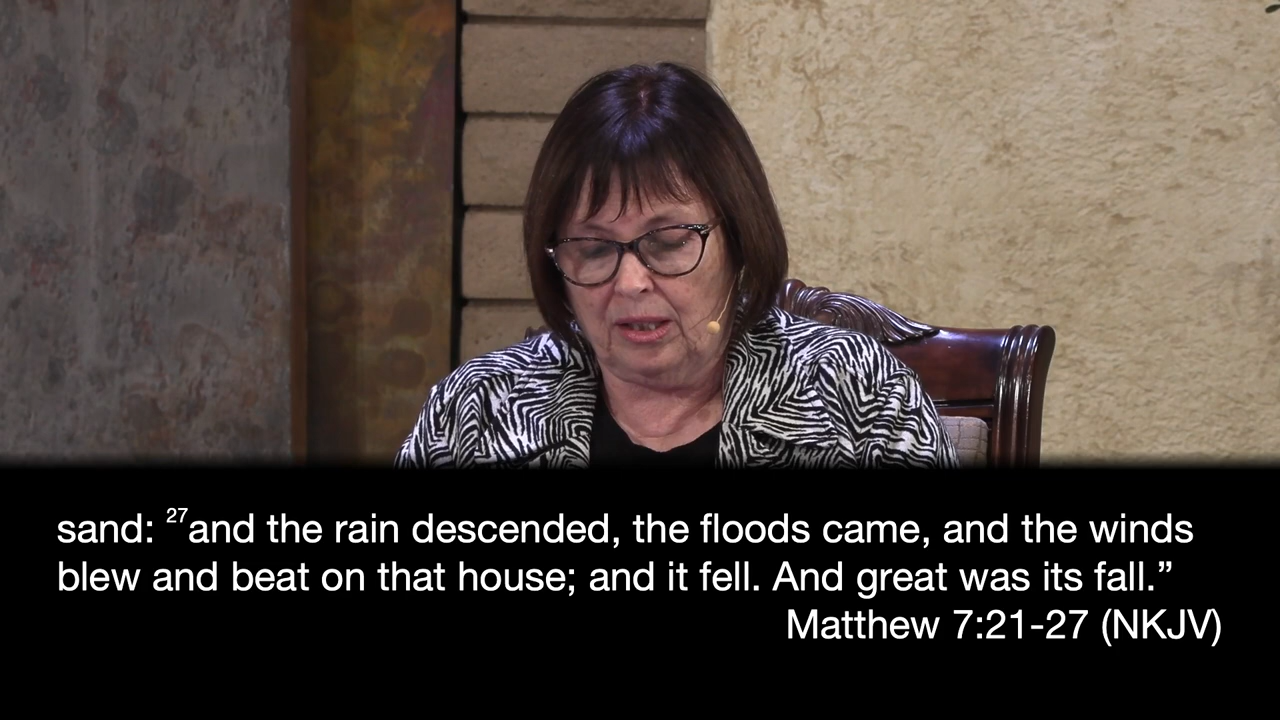 sand: 27and the rain descended, the floods came, and the winds
blew and beat on that house; and it fell. And great was its fall.”
Matthew 7:21-27 (NKJV)